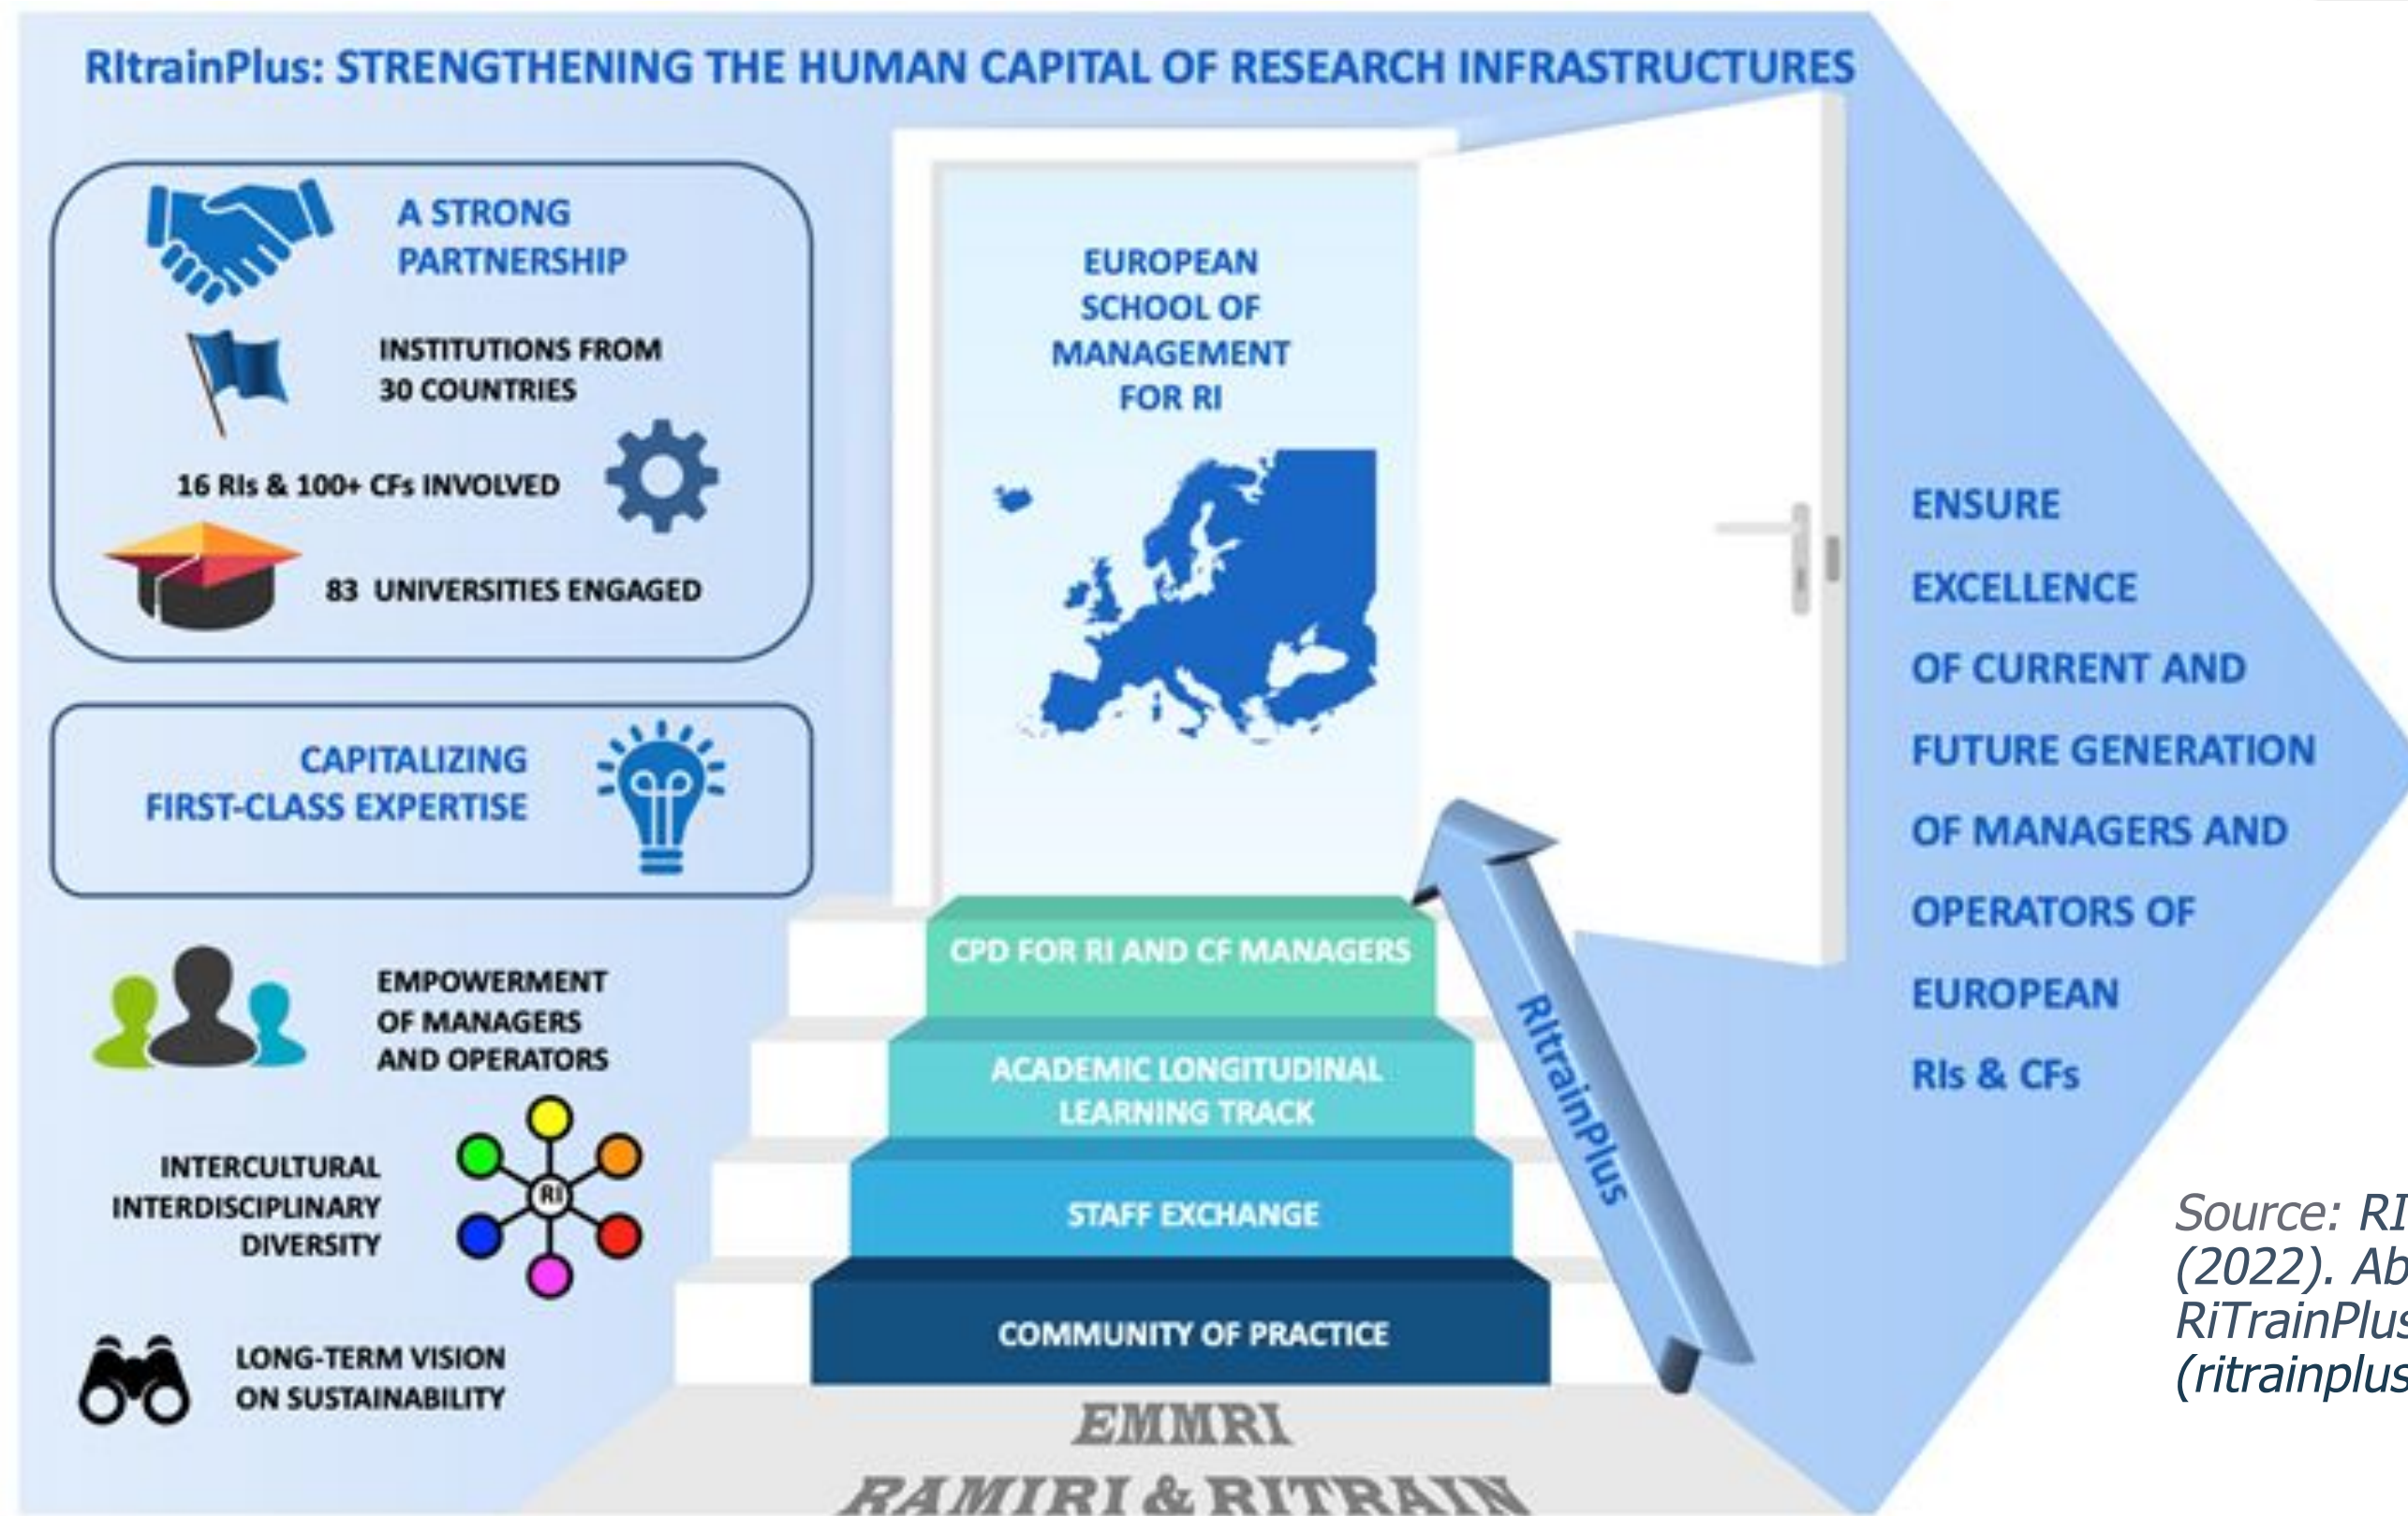 RItrainPlus: STRENGTHENING THE HUMAN CAPITAL OF RESEARCH INFRASTRUCTURES
A STRONG
PARTNERSHIP
INSTITUTIONS FROM
30 COUNTRIES
16 RIs & 100+ CFs INVOLVED
83 UNIVERSITIES ENGAGED
CAPITALIZING
FIRST-CLASS EXPERTISE
EMPOWERMENT
OF MANAGERS
AND OPERATORS
INTERCULTURAL
INTERDISCIPLINARY
DIVERSITY
RI
LONG-TERM VISION
ON SUSTAINABILITY
EUROPEAN
SCHOOL OF
MANAGEMENT
FOR RI
CPD FOR RI AND CF MANAGERS
ACADEMIC LONGITUDINAL
LEARNING TRACK
STAFF EXCHANGE
COMMUNITY OF PRACTICE
EMMRI
RAMIRI & RITRAIN
RItrainPlus
ENSURE
EXCELLENCE
OF CURRENT AND
FUTURE GENERATION
OF MANAGERS AND
OPERATORS OF
EUROPEAN
RIs & CFs
Source:
(2022).